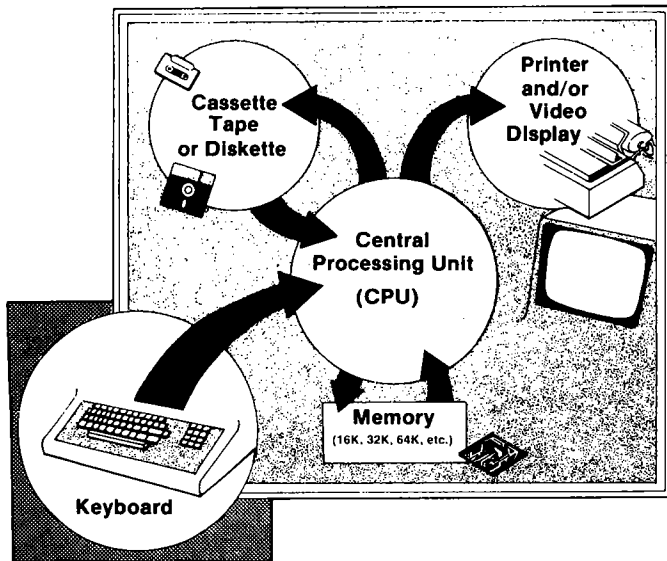 Cassette
Tape
or Diskette
Printer
and/or
Video
Display
Central
Processing Unit
(CPU)
Memory
(16K, 32K, 64K, etc.)
Keyboard